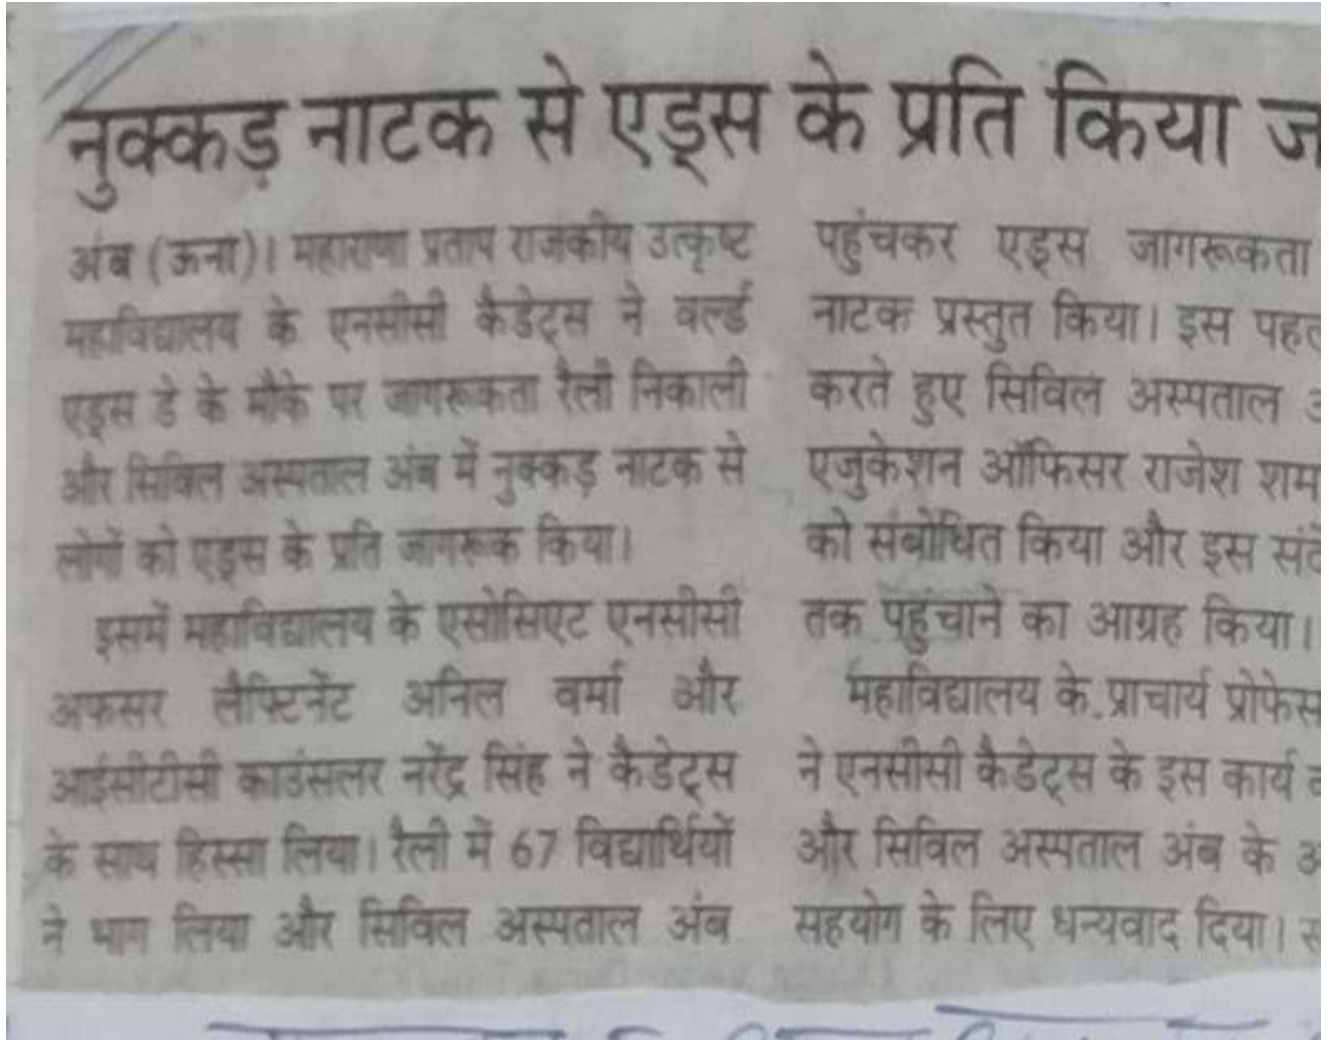 नुक्कड़ नाटक से एड्स के प्रति किया ज
अंब (ऊना)। महाराणा प्रताप राजकीय उत्कृष्ट
महाविद्यालय के एनसीसी कैडेट्स ने वर्ल्ड
एड्स डे के मौके पर जागरूकता रैली निकाली
और सिविल अस्पताल अंब में नुक्कड़ नाटक से
लोगों को एड्स के प्रति जागरूक किया।
इसमें महाविद्यालय के एसोसिएट एनसीसी
अफसर लैफ्टिनेंट अनिल वर्मा और
आईसीटीसी काउंसलर नरेंद्र सिंह ने कैडेट्स
के साथ हिस्सा लिया। रैली में 67 विद्यार्थियों
ने भाग लिया और सिविल अस्पताल अंब
पहुंचकर एड्स जागरूकता
नाटक प्रस्तुत किया। इस पहल
करते हुए सिविल अस्पताल अ
एजुकेशन ऑफिसर राजेश शम
को संबोधित किया और इस संदे
तक पहुंचाने का आग्रह किया।
महाविद्यालय के प्राचार्य प्रोफेस
ने एनसीसी कैडेट्स के इस कार्य क
और सिविल अस्पताल अंब के अ
सहयोग के लिए धन्यवाद दिया। स